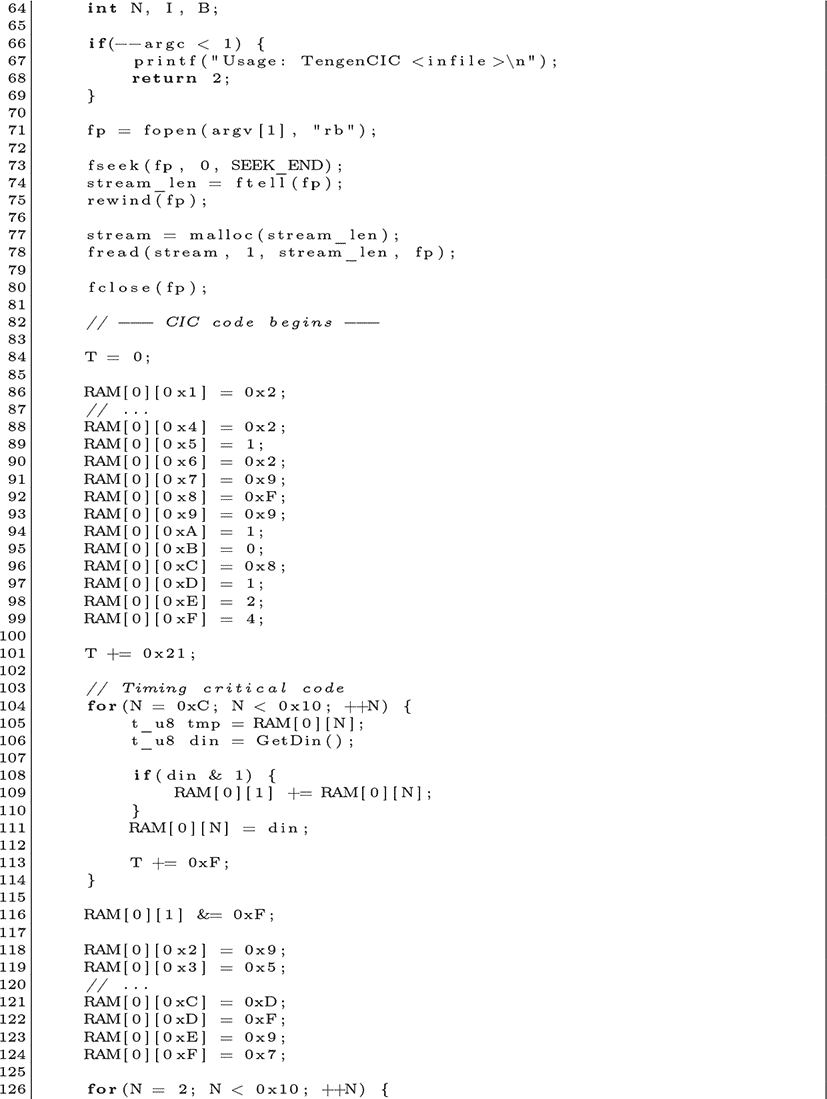 64 int N, I, B;
65
66 if(--argc < 1) {
67 printf("Usage: TengenCIC <infile>\n");
68 return 2;
69 }
70
71 fp = fopen(argv[1], "rb");
72
73 fseek(fp, 0, SEEK_END);
74 stream_len = ftell(fp);
75 rewind(fp);
76
77 stream = malloc(stream_len);
78 fread(stream, 1, stream_len, fp);
79
80 fclose(fp);
81
82 // --- CIC code begins ---
83
84 T = 0;
85
86 RAM[0][0x1] = 0x2;
87 // ...
88 RAM[0][0x4] = 0x2;
89 RAM[0][0x5] = 1;
90 RAM[0][0x6] = 0x2;
91 RAM[0][0x7] = 0x9;
92 RAM[0][0x8] = 0xF;
93 RAM[0][0x9] = 0x9;
94 RAM[0][0xA] = 1;
95 RAM[0][0xB] = 0;
96 RAM[0][0xC] = 0x8;
97 RAM[0][0xD] = 1;
98 RAM[0][0xE] = 2;
99 RAM[0][0xF] = 4;
100
101 T += 0x21;
102
103 // Timing critical code
104 for(N = 0xC; N < 0x10; ++N) {
105 t_u8 tmp = RAM[0][N];
106 t_u8 din = GetDin();
107
108 if(din & 1) {
109 RAM[0][1] += RAM[0][N];
110 }
111 RAM[0][N] = din;
112
113 T += 0xF;
114 }
115
116 RAM[0][1] &= 0xF;
117
118 RAM[0][0x2] = 0x9;
119 RAM[0][0x3] = 0x5;
120 // ...
121 RAM[0][0xC] = 0xD;
122 RAM[0][0xD] = 0xF;
123 RAM[0][0xE] = 0x9;
124 RAM[0][0xF] = 0x7;
125
126 for(N = 2; N < 0x10; ++N) {